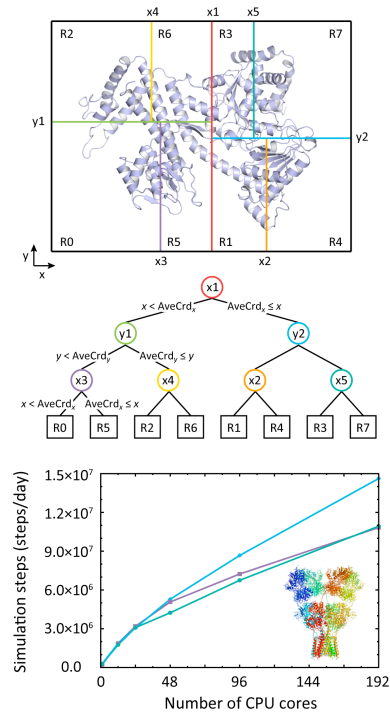 x4 x1 x5
R2 R6 R3 R7
y1 y2
R0 R5 R1 R4
y
x
x3 x2
x1
x < AveCrdx AveCrdx ≤ x
y1 y2
y < AveCrdy AveCrdy ≤ y
x3 x4 x2 x5
x < AveCrdx AveCrdx ≤ x
R0 R5 R2 R6 R1 R4 R3 R7
Simulation steps (steps/day)
1.5×10⁷
1.2×10⁷
9.0×10⁶
6.0×10⁶
3.0×10⁶
0.0
0 48 96 144 192
Number of CPU cores